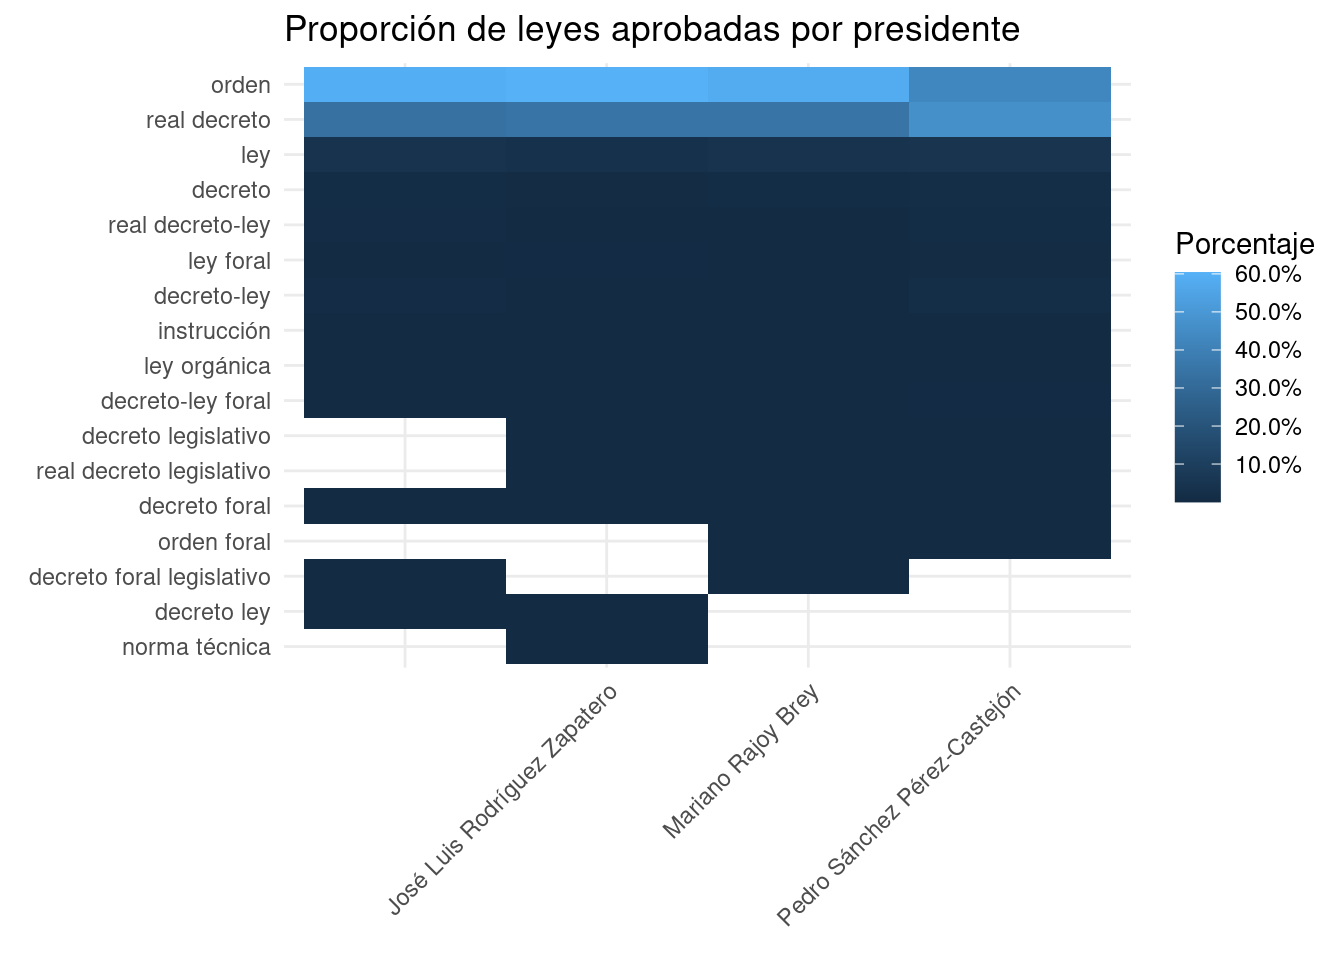 Proporción de leyes aprobadas por presidente
orden
real decreto
ley
decreto
real decreto-ley
ley foral
decreto-ley
instrucción
ley orgánica
decreto-ley foral
decreto legislativo
real decreto legislativo
decreto foral
orden foral
decreto foral legislativo
decreto ley
norma técnica
José Luis Rodríguez Zapatero
Mariano Rajoy Brey
Pedro Sánchez Pérez-Castejón
Porcentaje
60.0%
50.0%
40.0%
30.0%
20.0%
10.0%